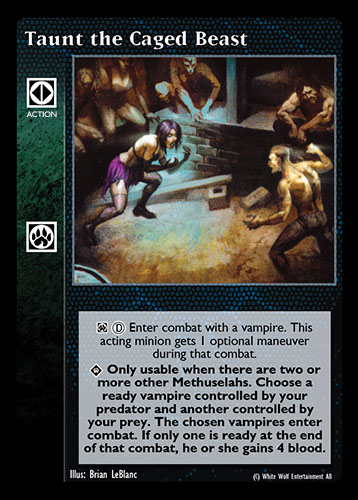 Taunt the Caged Beast
ACTION
D Enter combat with a vampire. This
acting minion gets 1 optional maneuver
during that combat.
Only usable when there are two or
more other Methuselahs. Choose a
ready vampire controlled by your
predator and another controlled by
your prey. The chosen vampires enter
combat. If only one is ready at the end
of that combat, he or she gains 4 blood.
Illus: Brian LeBlanc
(C) White Wolf Entertainment AB